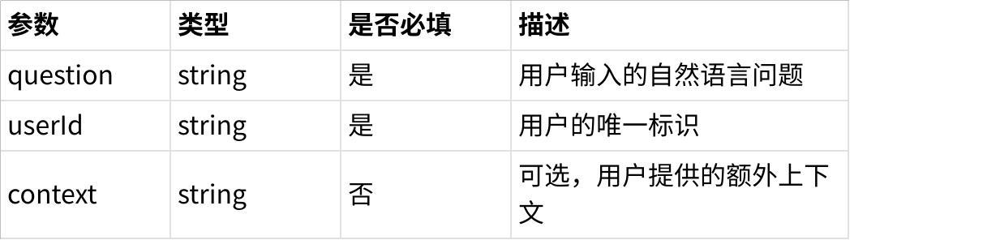 参数 类型 是否必填 描述
question string 是 用户输入的自然语言问题
userId string 是 用户的唯一标识
context string 否 可选，用户提供的额外上下
文